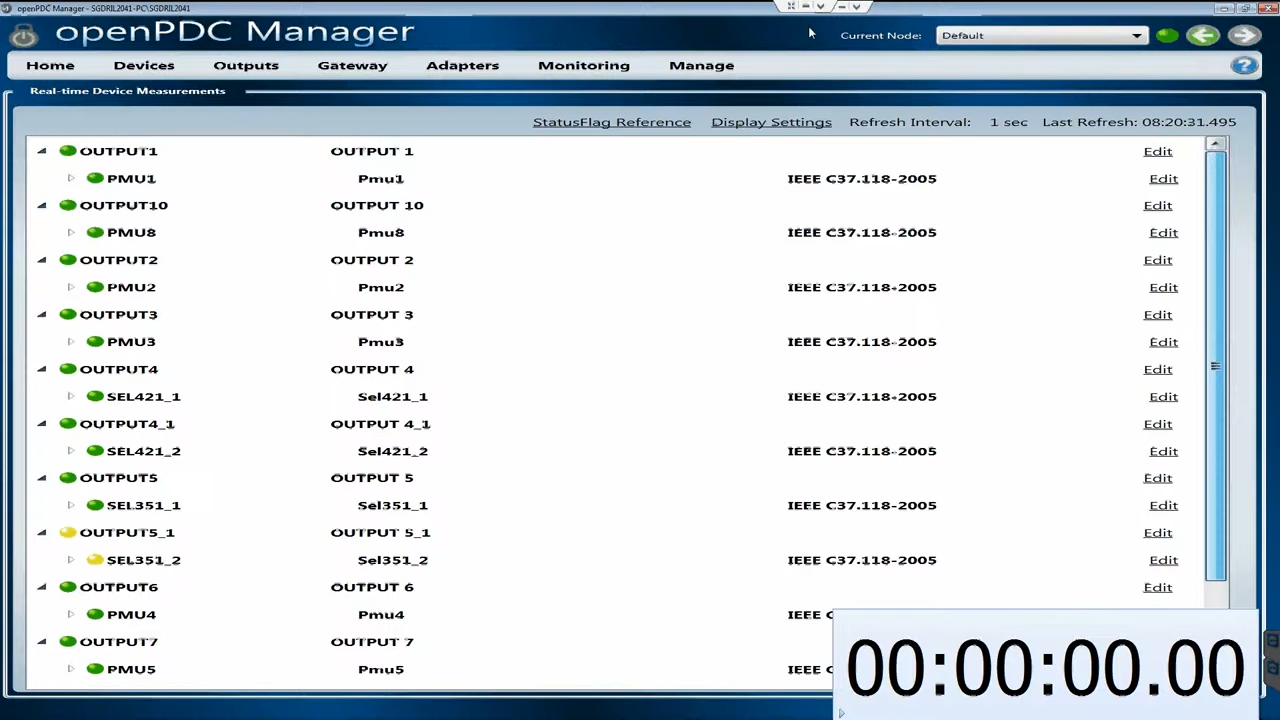 openPDC Manager - SGDRIL2041-PC\SGDRIL2041
openPDC Manager
Current Node: Default
Home Devices Outputs Gateway Adapters Monitoring Manage
Real-time Device Measurements
StatusFlag Reference Display Settings Refresh Interval: 1 sec Last Refresh: 08:20:31.495
OUTPUT1 OUTPUT 1 Edit
PMU1 Pmu1 IEEE C37.118-2005 Edit
OUTPUT10 OUTPUT 10 Edit
PMU8 Pmu8 IEEE C37.118-2005 Edit
OUTPUT2 OUTPUT 2 Edit
PMU2 Pmu2 IEEE C37.118-2005 Edit
OUTPUT3 OUTPUT 3 Edit
PMU3 Pmu3 IEEE C37.118-2005 Edit
OUTPUT4 OUTPUT 4 Edit
SEL421_1 Sel421_1 IEEE C37.118-2005 Edit
OUTPUT4_1 OUTPUT 4_1 Edit
SEL421_2 Sel421_2 IEEE C37.118-2005 Edit
OUTPUT5 OUTPUT 5 Edit
SEL351_1 Sel351_1 IEEE C37.118-2005 Edit
OUTPUT5_1 OUTPUT 5_1 Edit
SEL351_2 Sel351_2 IEEE C37.118-2005 Edit
OUTPUT6 OUTPUT 6 Edit
PMU4 Pmu4 IEEE C
OUTPUT7 OUTPUT 7
PMU5 Pmu5 IEEE C
00:00:00.00